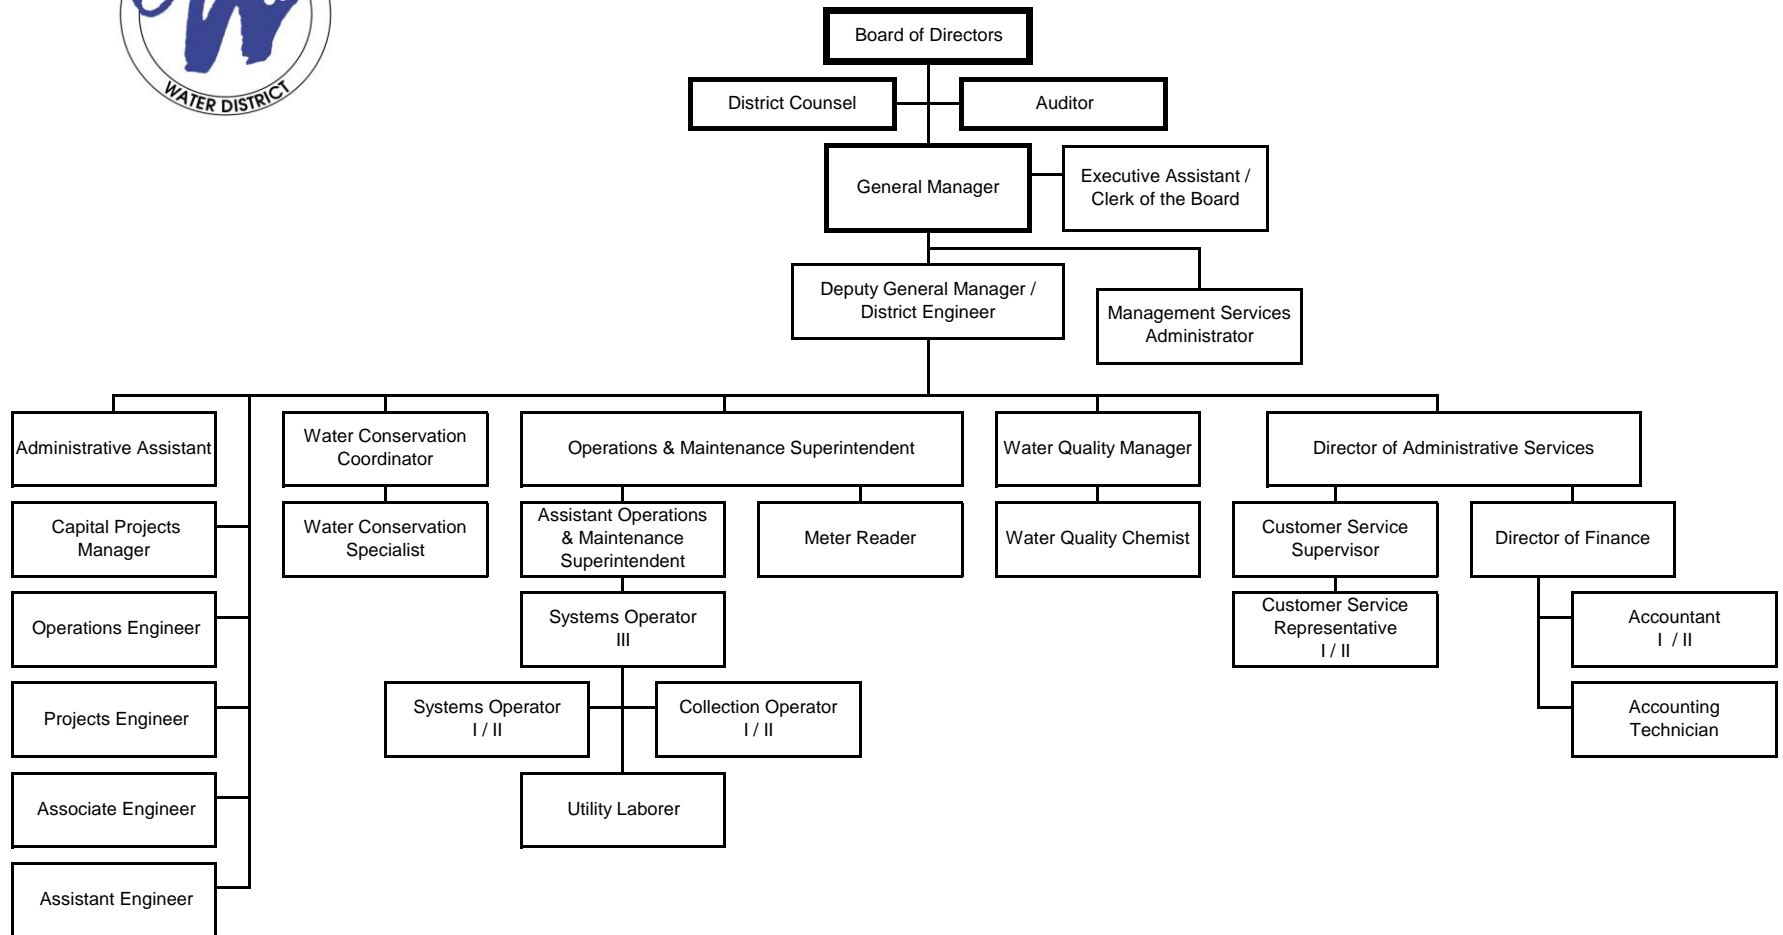 WATER DISTRICT
Board of Directors
District Counsel
Auditor
General Manager
Executive Assistant /
Clerk of the Board
Deputy General Manager /
District Engineer
Management Services
Administrator
Administrative Assistant
Water Conservation
Coordinator
Operations & Maintenance Superintendent
Water Quality Manager
Director of Administrative Services
Capital Projects
Manager
Water Conservation
Specialist
Assistant Operations
& Maintenance
Superintendent
Meter Reader
Water Quality Chemist
Customer Service
Supervisor
Director of Finance
Operations Engineer
Systems Operator
III
Customer Service
Representative
I / II
Accountant
I / II
Projects Engineer
Systems Operator
I / II
Collection Operator
I / II
Accounting
Technician
Associate Engineer
Utility Laborer
Assistant Engineer